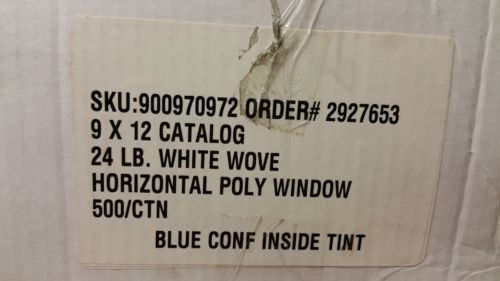 SKU:900970972 ORDER# 2927653
9 X 12 CATALOG
24 LB. WHITE WOVE
HORIZONTAL POLY WINDOW
500/CTN
BLUE CONF INSIDE TINT